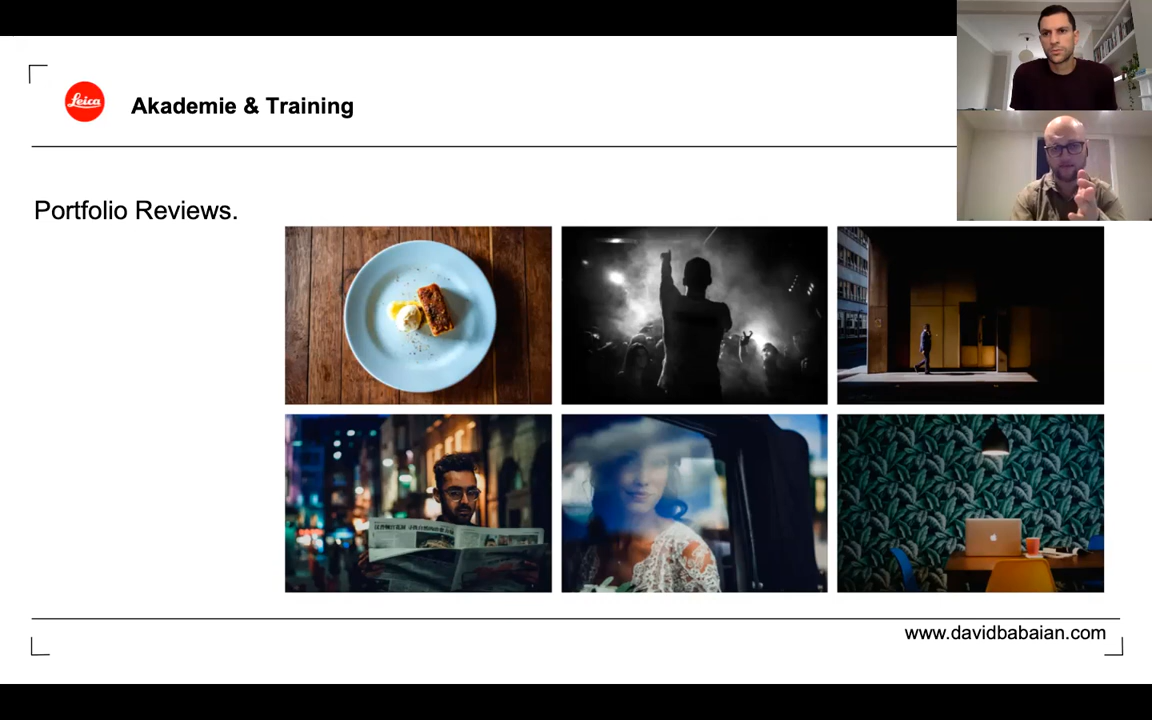 Leica
Akademie & Training
Portfolio Reviews.
www.davidbabaian.com